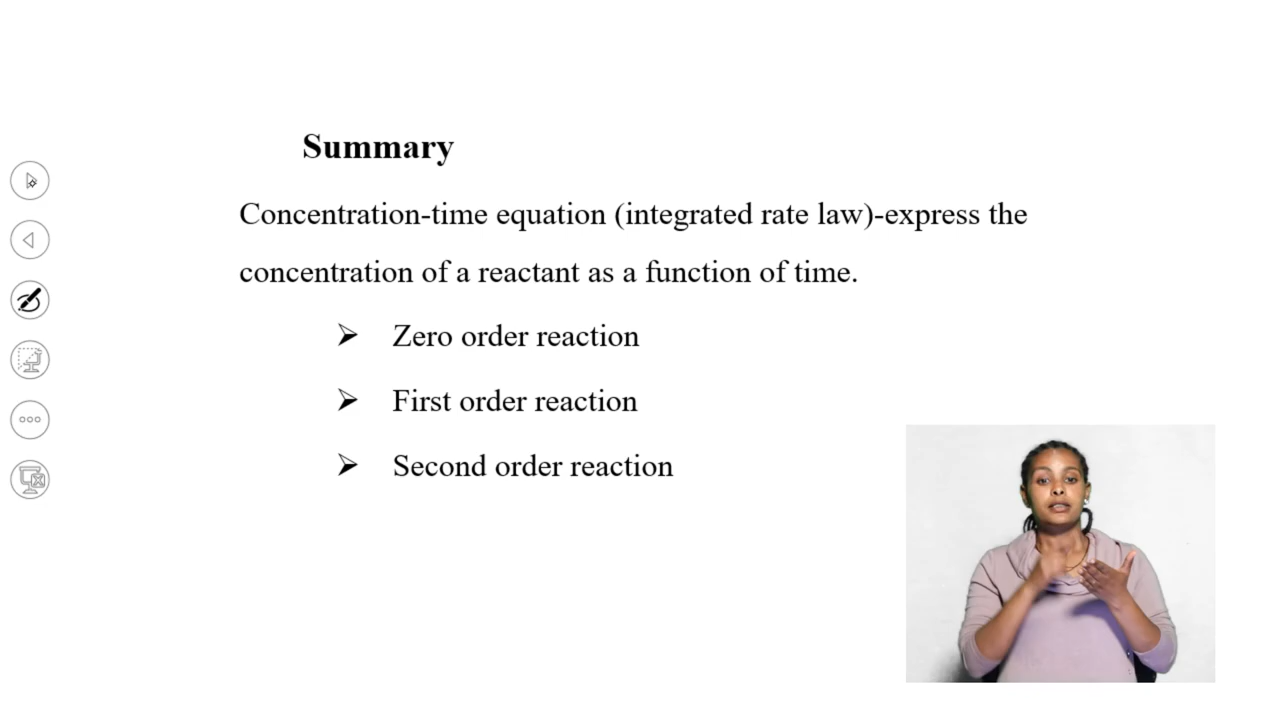 Summary
Concentration-time equation (integrated rate law)-express the
concentration of a reactant as a function of time.
➢ Zero order reaction
➢ First order reaction
➢ Second order reaction